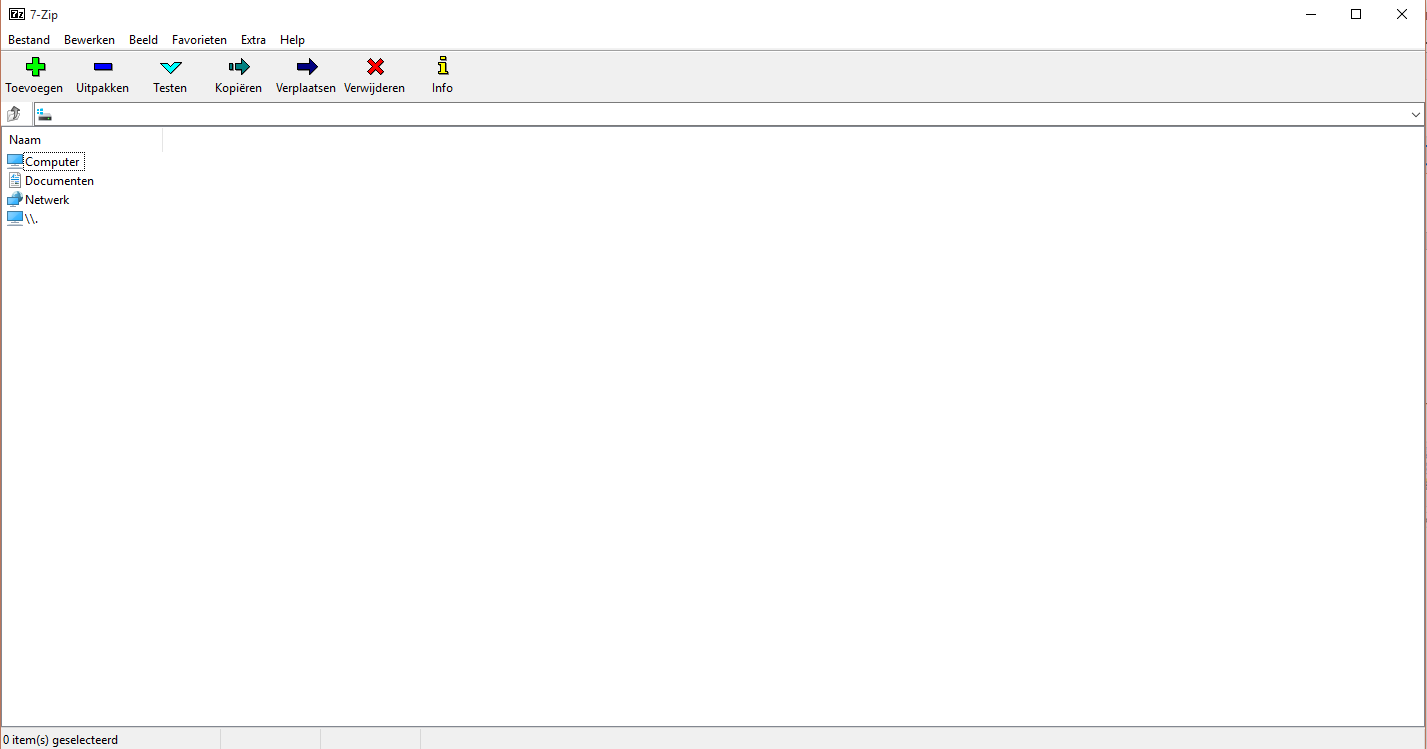 7-Zip
Bestand Bewerken Beeld Favorieten Extra Help
Toevoegen Uitpakken Testen Kopiëren Verplaatsen Verwijderen Info
Naam
Computer
Documenten
Netwerk
\\.
0 item(s) geselecteerd